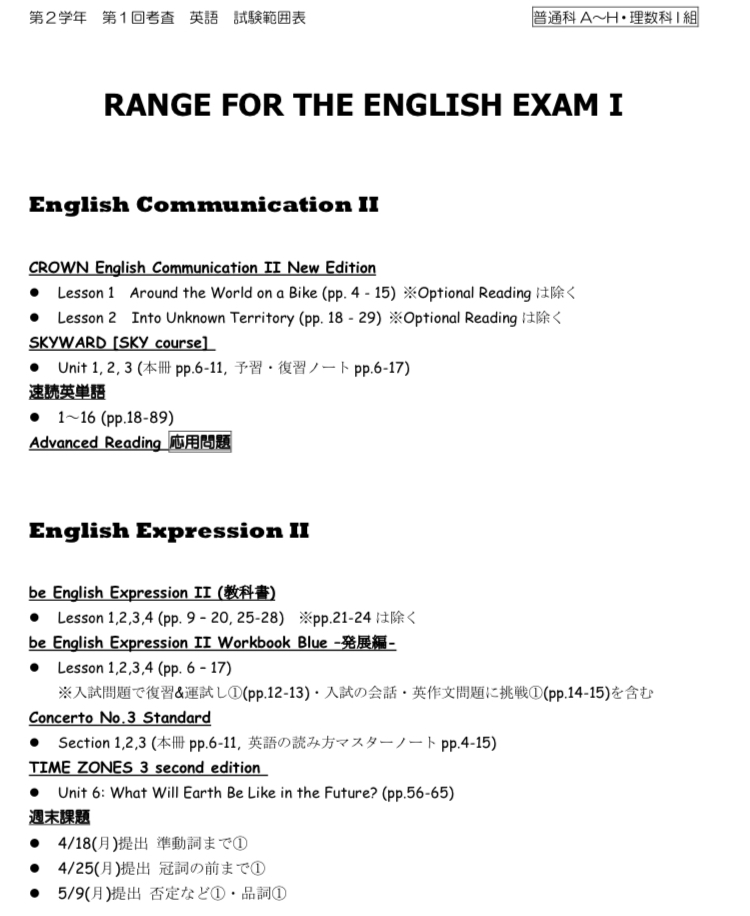 第２学年　第１回考査　英語　試験範囲表
普通科 A～H・理数科 I 組
RANGE FOR THE ENGLISH EXAM I
English Communication II
CROWN English Communication II New Edition
● Lesson 1　Around the World on a Bike (pp. 4 - 15) ※Optional Reading は除く
● Lesson 2　Into Unknown Territory (pp. 18 - 29) ※Optional Reading は除く
SKYWARD [SKY course]
● Unit 1, 2, 3 (本冊 pp.6-11, 予習・復習ノート pp.6-17)
速読英単語
● 1～16 (pp.18-89)
Advanced Reading 応用問題
English Expression II
be English Expression II (教科書)
● Lesson 1,2,3,4 (pp. 9 – 20, 25-28)　※pp.21-24 は除く
be English Expression II Workbook Blue –発展編-
● Lesson 1,2,3,4 (pp. 6 – 17)
※入試問題で復習&運試し①(pp.12-13)・入試の会話・英作文問題に挑戦①(pp.14-15)を含む
Concerto No.3 Standard
● Section 1,2,3 (本冊 pp.6-11, 英語の読み方マスターノート pp.4-15)
TIME ZONES 3 second edition
● Unit 6: What Will Earth Be Like in the Future? (pp.56-65)
週末課題
● 4/18(月)提出 準動詞まで①
● 4/25(月)提出 冠詞の前まで①
● 5/9(月)提出 否定など①・品詞①